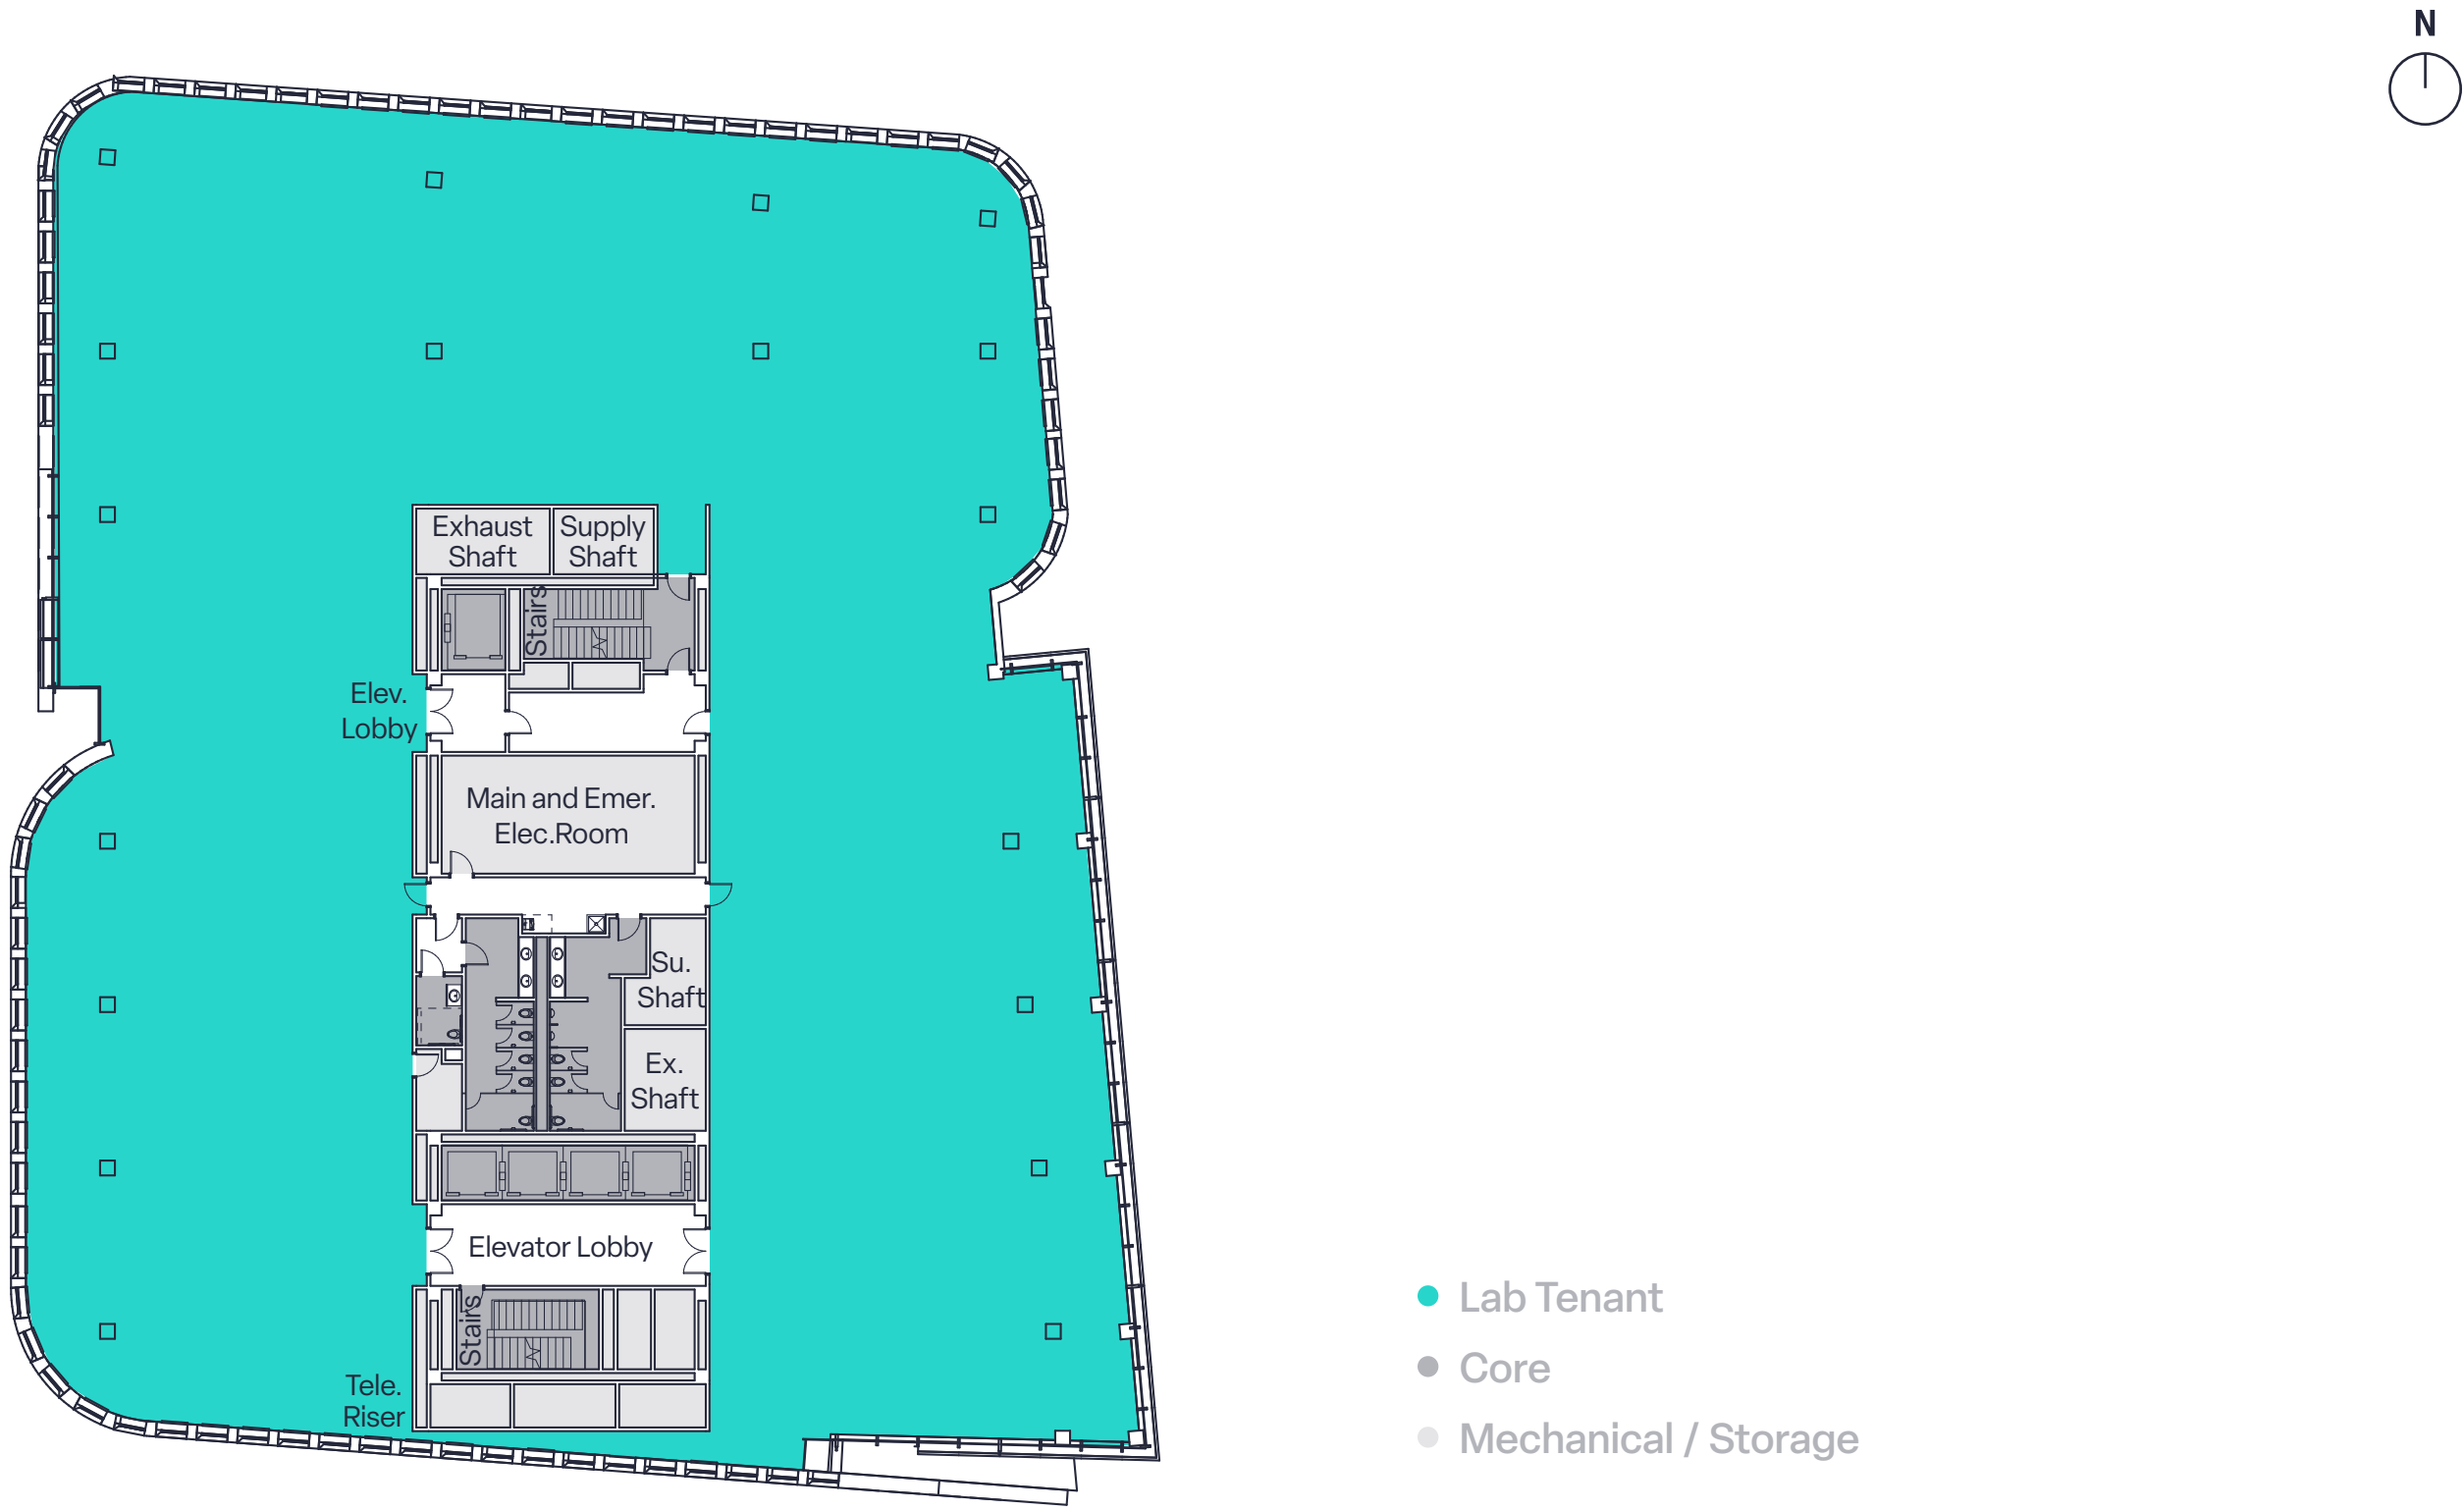 N
Exhaust
Shaft
Supply
Shaft
Stairs
Elev.
Lobby
Main and Emer.
Elec.Room
Su.
Shaft
Ex.
Shaft
Elevator Lobby
Stairs
Tele.
Riser
Lab Tenant
Core
Mechanical / Storage